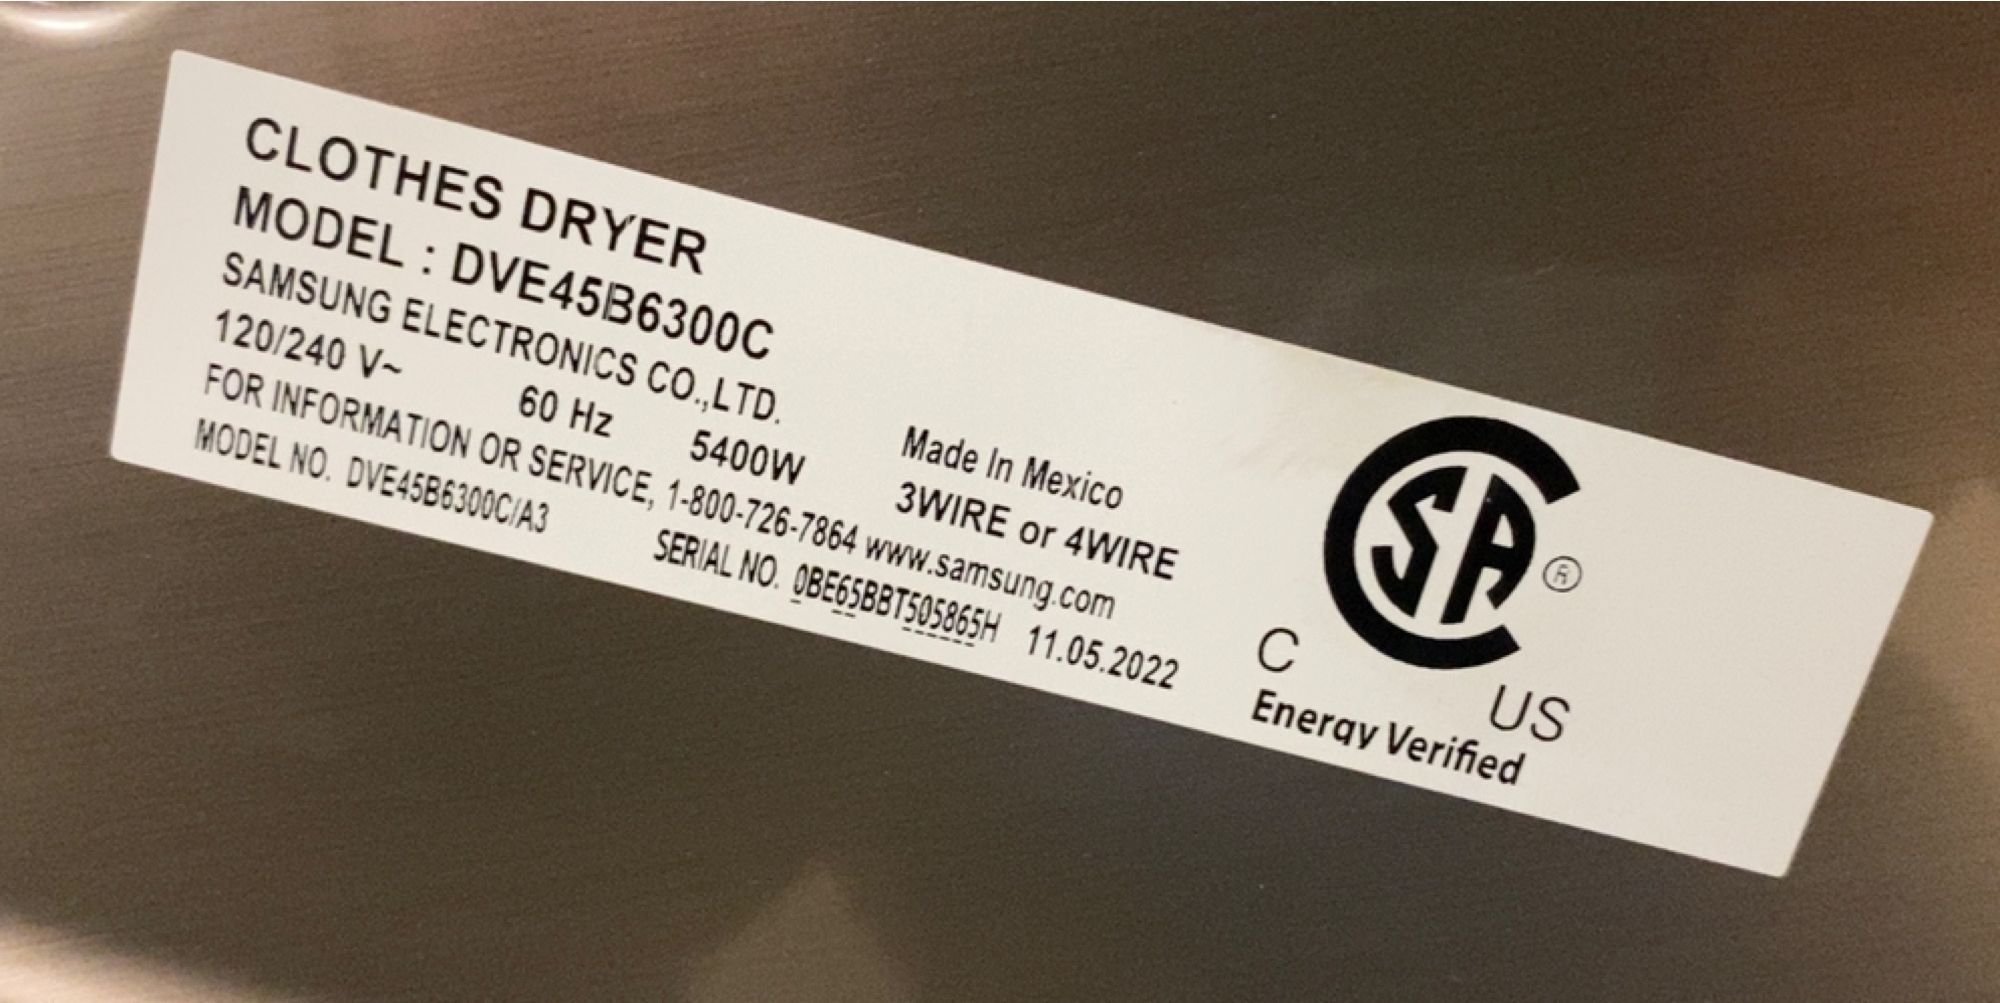 CLOTHES DRYER
MODEL : DVE45B6300C
SAMSUNG ELECTRONICS CO.,LTD.
Made In Mexico
120/240 V~ 60 Hz 5400W 3WIRE or 4WIRE
FOR INFORMATION OR SERVICE, 1-800-726-7864 www.samsung.com
MODEL NO. DVE45B6300C/A3 SERIAL NO. 0BE65BBT505865H 11.05.2022
CSA ®
C US
Energy Verified